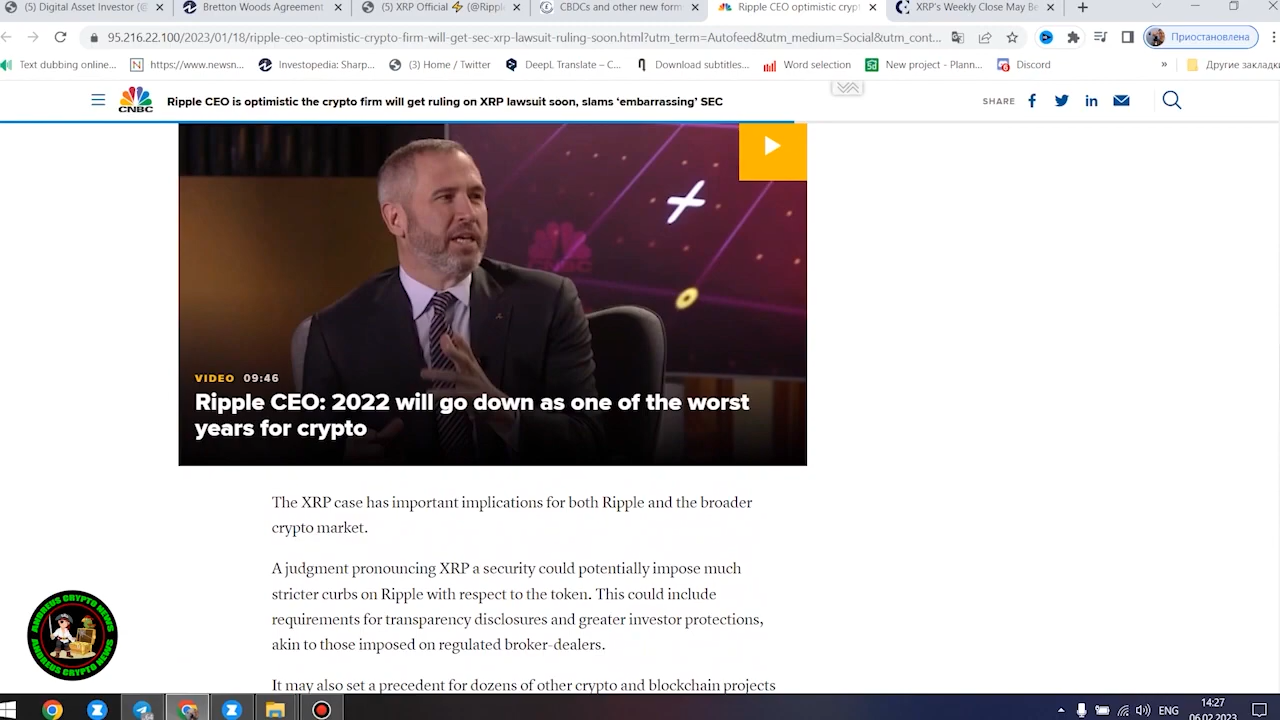 (5) Digital Asset Investor (@
Bretton Woods Agreement
(5) XRP Official ⚡ (@Ripple
CBDCs and other new form
Ripple CEO optimistic crypt
XRP's Weekly Close May Be
95.216.22.100/2023/01/18/ripple-ceo-optimistic-crypto-firm-will-get-sec-xrp-lawsuit-ruling-soon.html?utm_term=Autofeed&utm_medium=Social&utm_cont...
Приостановлена
Text dubbing online...
https://www.newsn...
Investopedia: Sharp...
(3) Home / Twitter
DeepL Translate – C...
Download subtitles...
Word selection
New project - Plann...
Discord
»
Другие закладки
CNBC
Ripple CEO is optimistic the crypto firm will get ruling on XRP lawsuit soon, slams ‘embarrassing’ SEC
SHARE
VIDEO 09:46
Ripple CEO: 2022 will go down as one of the worst
years for crypto
The XRP case has important implications for both Ripple and the broader
crypto market.
A judgment pronouncing XRP a security could potentially impose much
stricter curbs on Ripple with respect to the token. This could include
requirements for transparency disclosures and greater investor protections,
akin to those imposed on regulated broker-dealers.
It may also set a precedent for dozens of other crypto and blockchain projects
ANDREUS CRYPTO NEWS
ANDREUS CRYPTO NEWS
ENG
14:27
06.02.2023